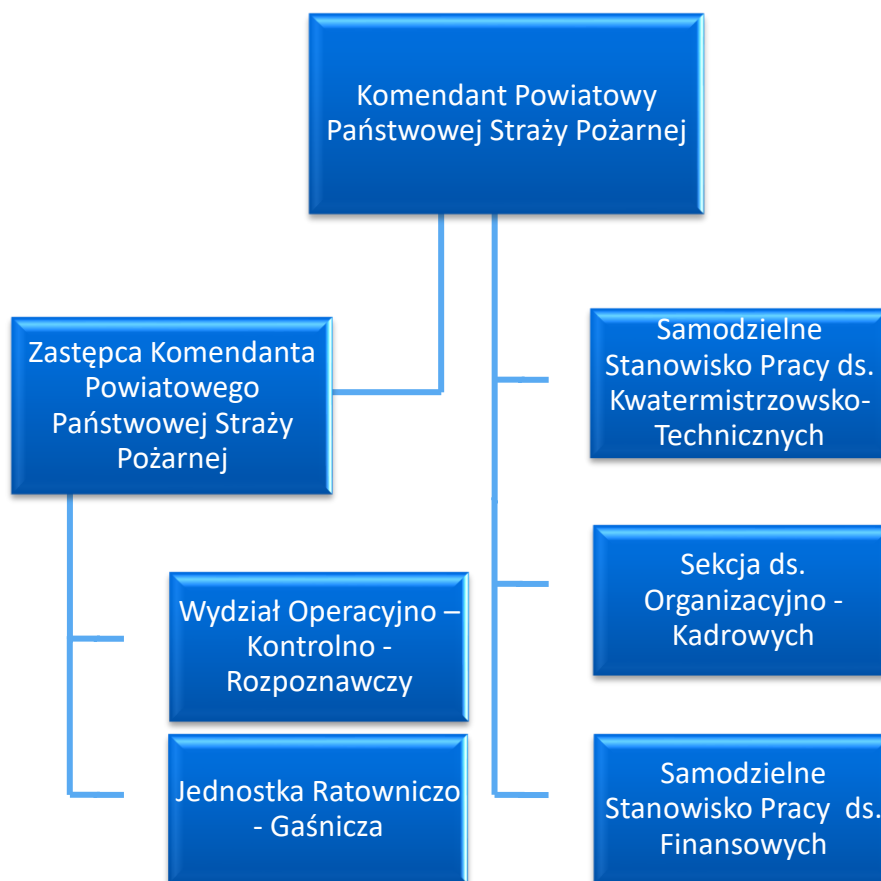 Komendant Powiatowy
Państwowej Straży Pożarnej
Zastępca Komendanta
Powiatowego
Państwowej Straży
Pożarnej
Samodzielne
Stanowisko Pracy ds.
Kwatermistrzowsko-
Technicznych
Wydział Operacyjno –
Kontrolno -
Rozpoznawczy
Sekcja ds.
Organizacyjno -
Kadrowych
Jednostka Ratowniczo
- Gaśnicza
Samodzielne
Stanowisko Pracy  ds.
Finansowych